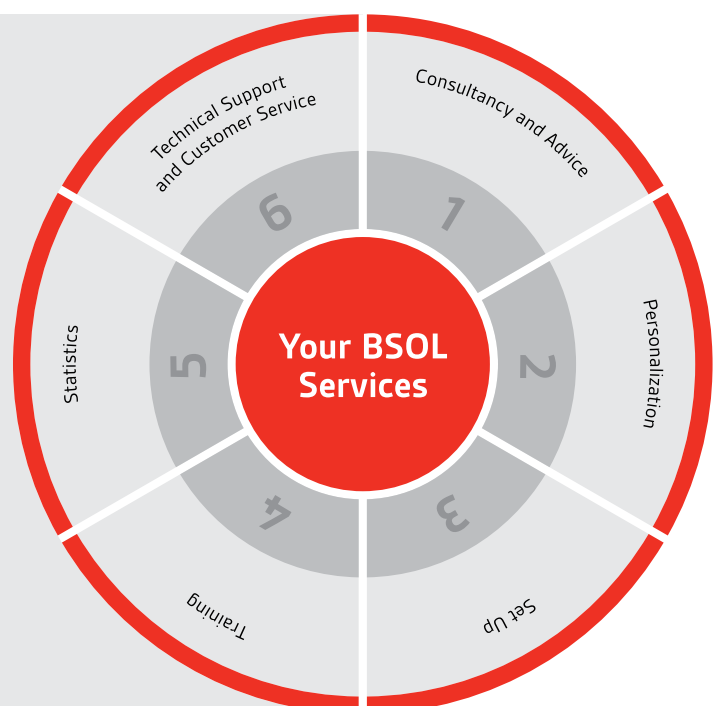 Your BSOL
Services
1
Consultancy and Advice
2
Personalization
3
Set Up
4
Training
5
Statistics
6
Technical Support
and Customer Service